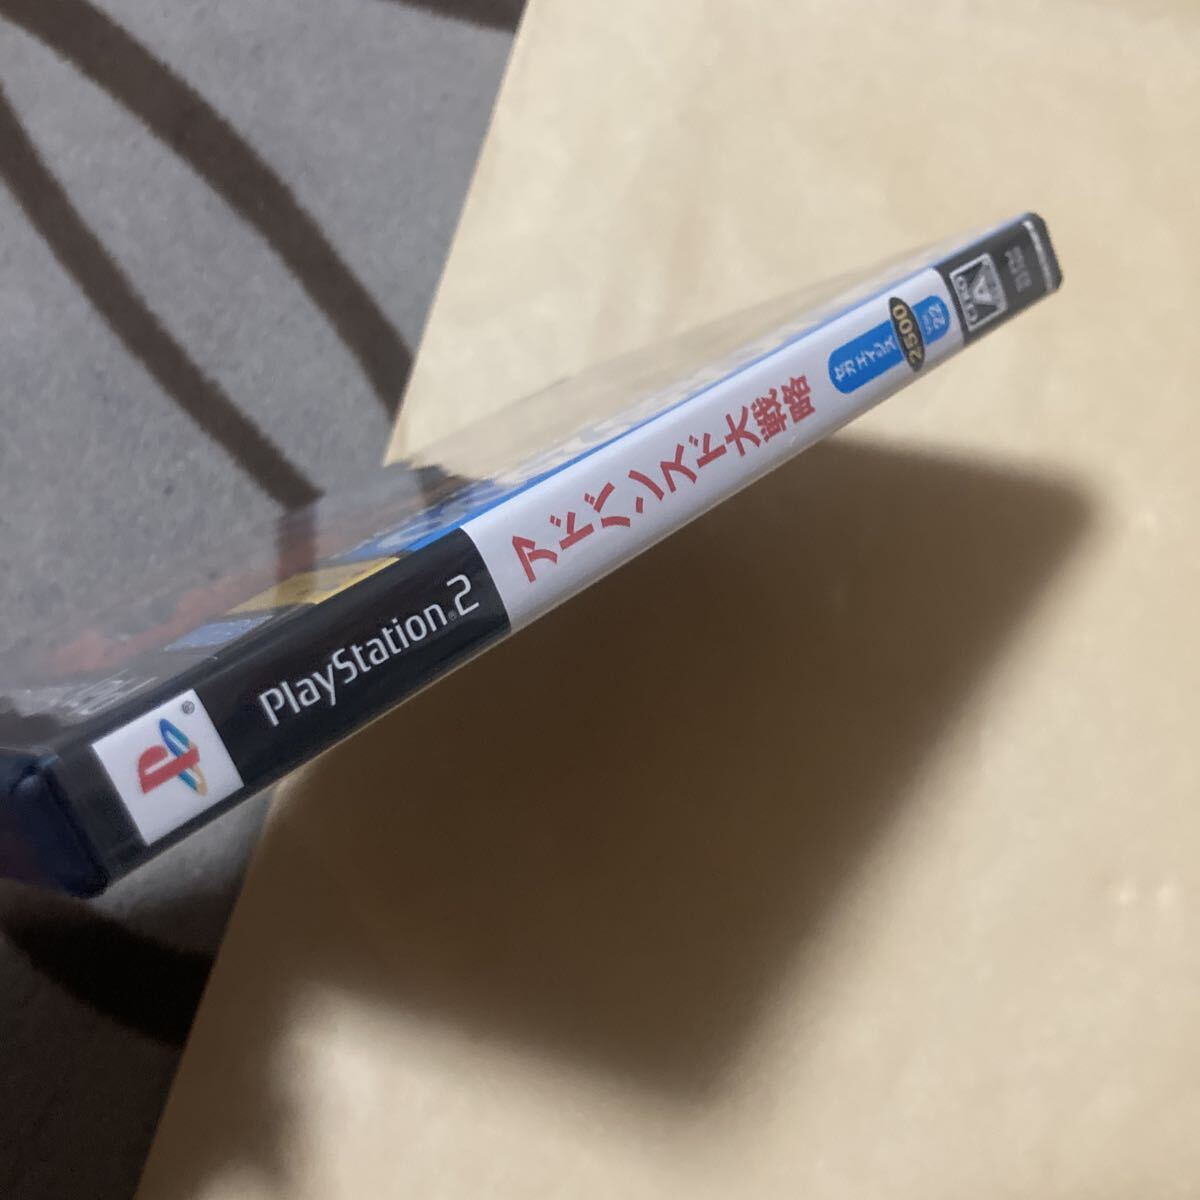 PlayStation®2
アドバンスド大戦略
セガ エイジス
2500
VOL
22
A
CERO